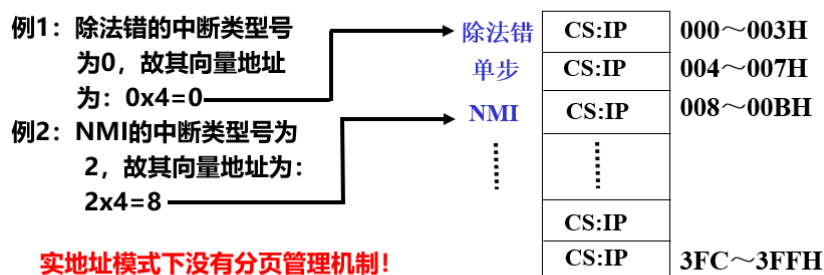 例1：除法错的中断类型号
为0，故其向量地址
为：0x4=0
例2：NMI的中断类型号为
2，故其向量地址为：
2x4=8
实地址模式下没有分页管理机制！
除法错 CS:IP 000～003H
单步 CS:IP 004～007H
NMI CS:IP 008～00BH
CS:IP
CS:IP 3FC～3FFH